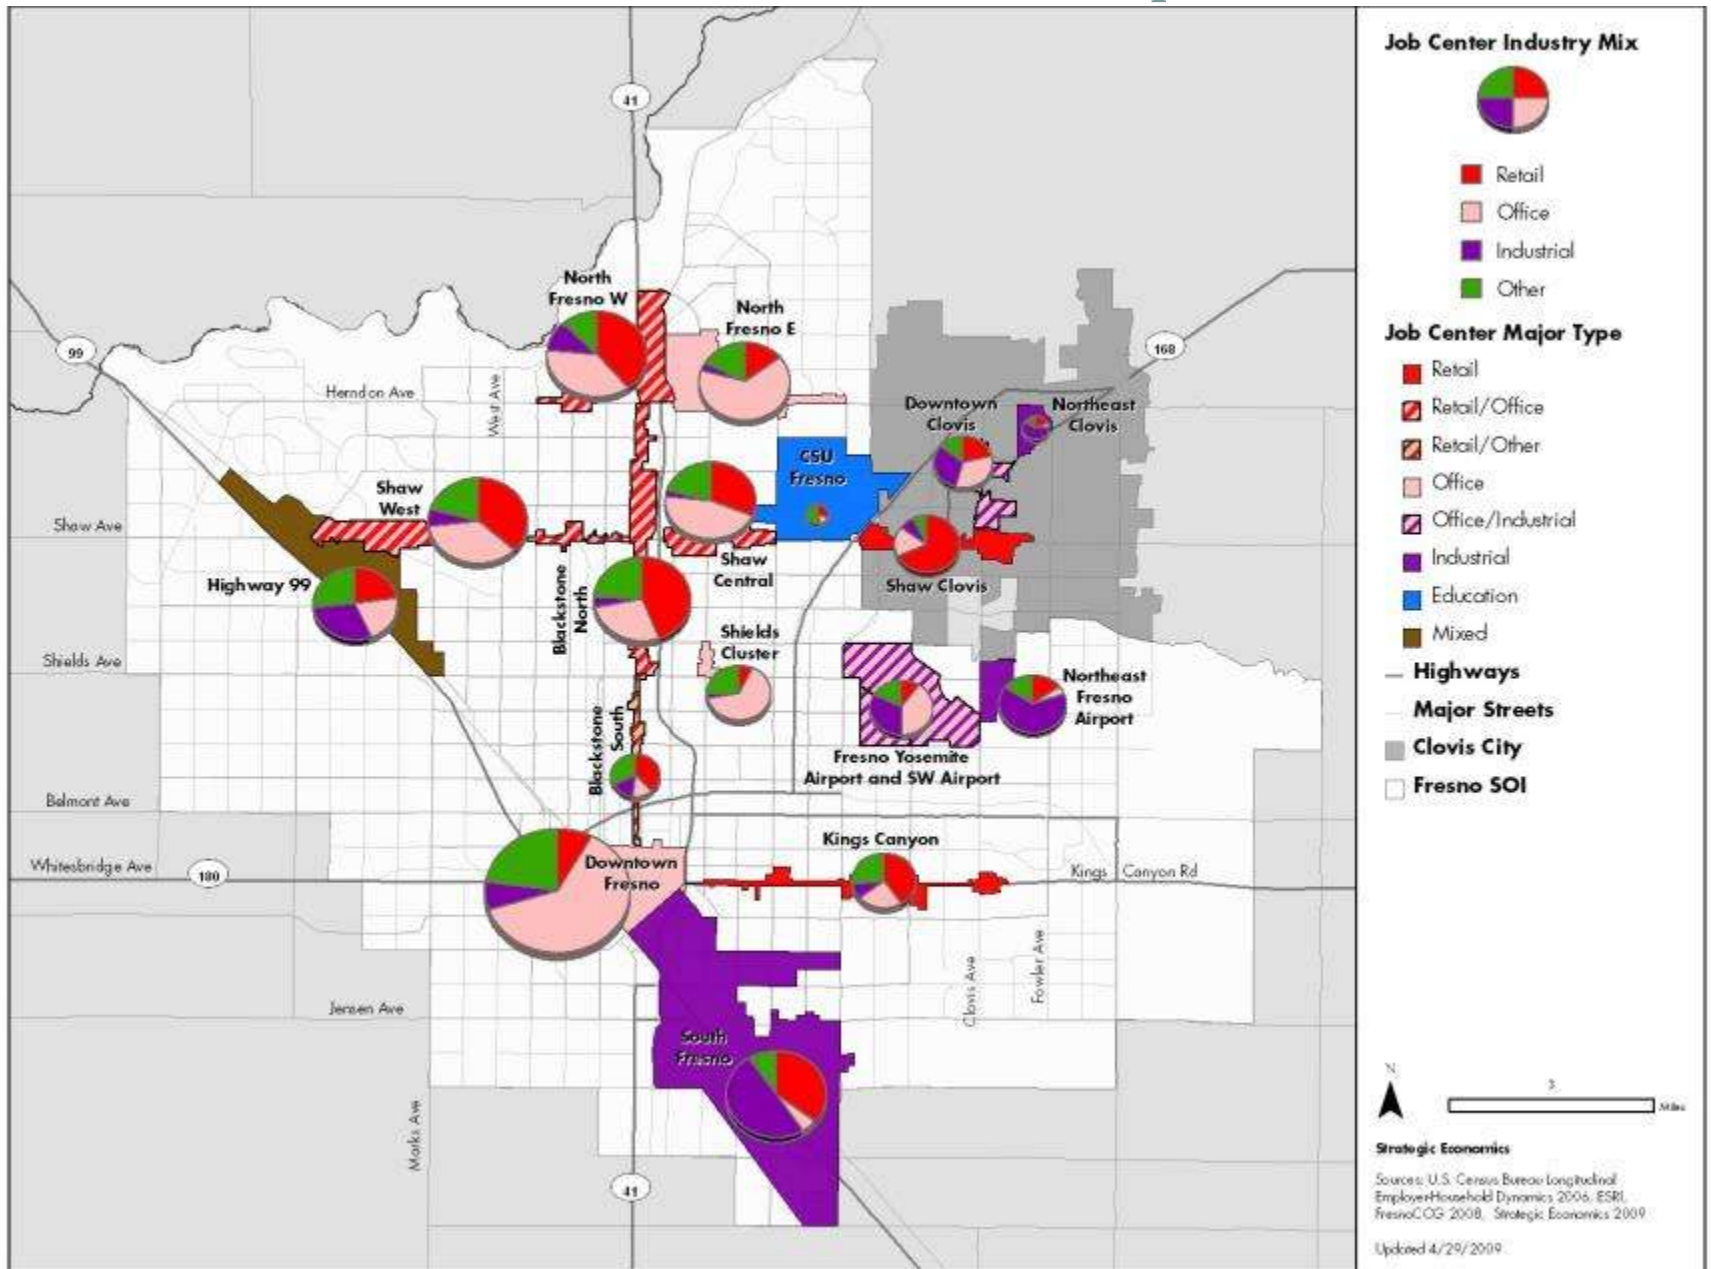 41
North
Fresno W
North
Fresno E
99
168
Herndon Ave
West Ave
Downtown
Clovis
Northeast
Clovis
CSU
Fresno
Shaw
West
Shaw Ave
Shaw
Central
Shaw Clovis
Highway 99
Blackstone
North
Shields
Cluster
Shields Ave
Northeast
Fresno
Airport
Blackstone
South
Fresno Yosemite
Airport and SW Airport
Belmont Ave
Kings Canyon
Whitesbridge Ave
180
Downtown
Fresno
Kings Canyon Rd
Clovis Ave
Fowler Ave
Jensen Ave
South
Fresno
Marks Ave
41
Job Center Industry Mix
Retail
Office
Industrial
Other
Job Center Major Type
Retail
Retail/Office
Retail/Other
Office
Office/Industrial
Industrial
Education
Mixed
Highways
Major Streets
Clovis City
Fresno SOI
N
3
Miles
Strategic Economics
Sources: U.S. Census Bureau Longitudinal
Employer-Household Dynamics 2006, ESRI,
FresnoCOG 2008, Strategic Economics 2009
Updated 4/29/2009